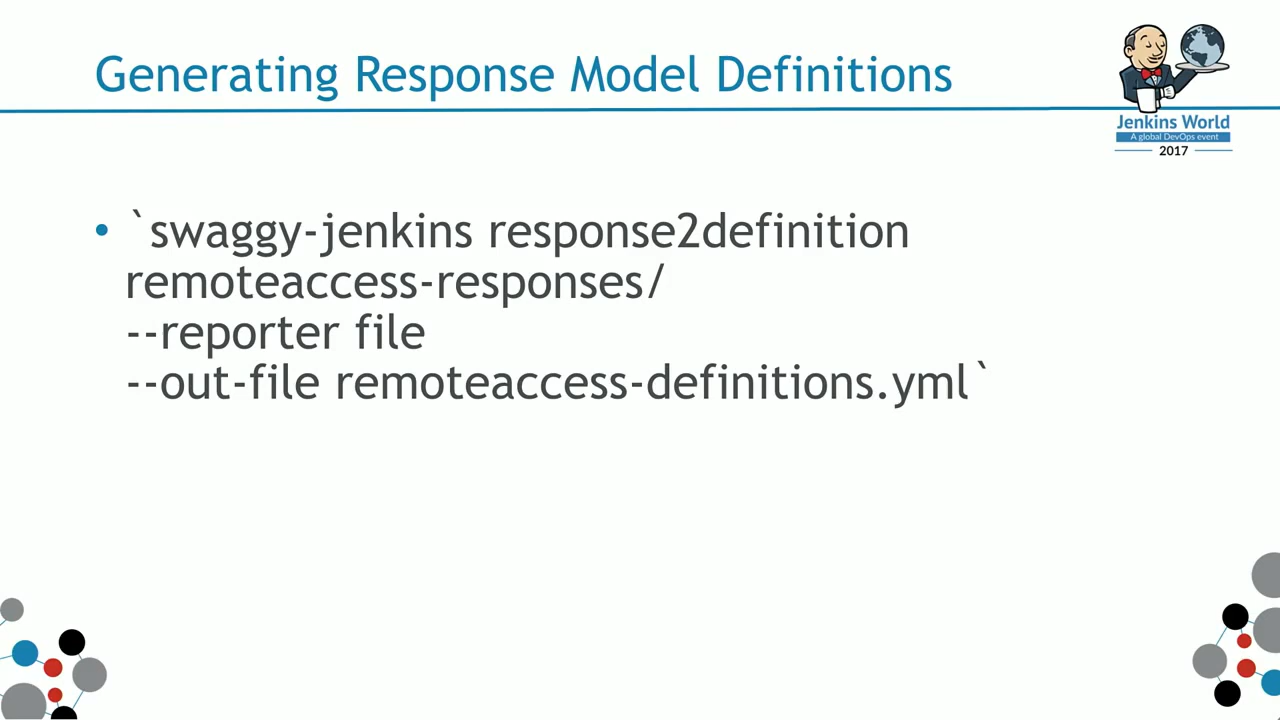 Generating Response Model Definitions
Jenkins World
A global DevOps event
2017
• `swaggy-jenkins response2definition
remoteaccess-responses/
--reporter file
--out-file remoteaccess-definitions.yml`